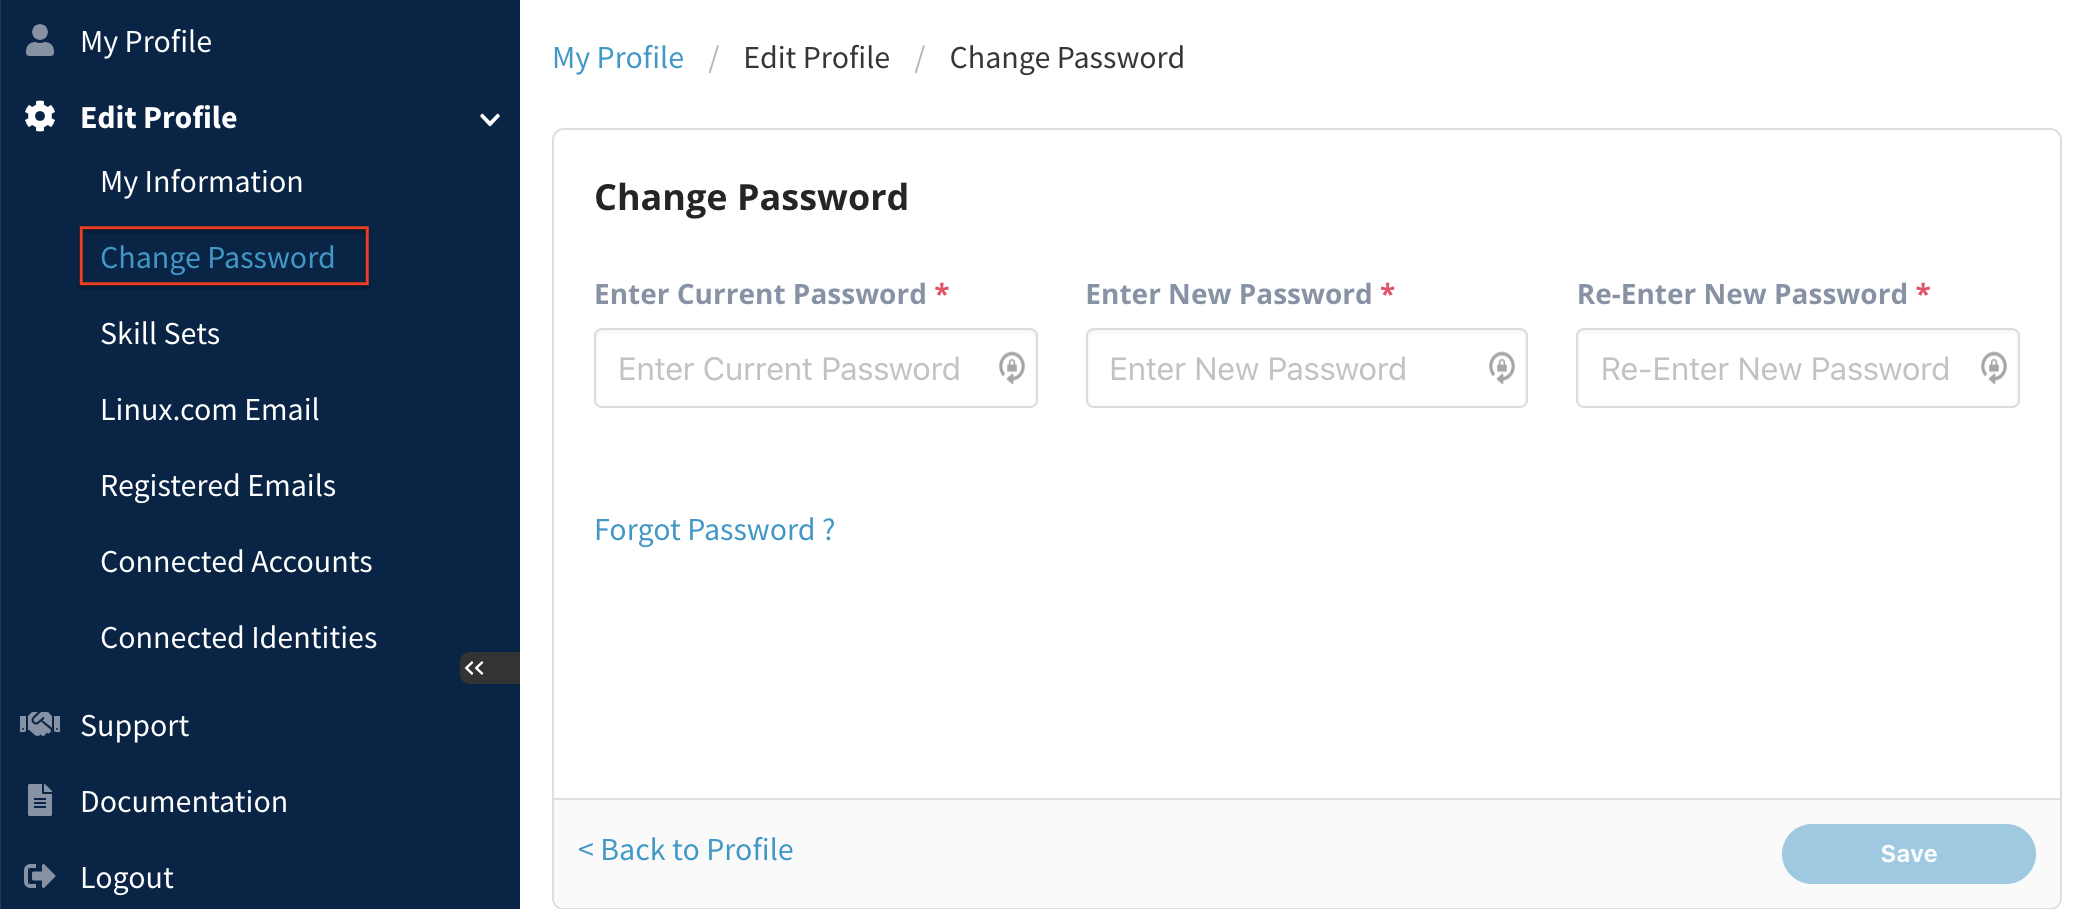 My Profile
Edit Profile
My Information
Change Password
Skill Sets
Linux.com Email
Registered Emails
Connected Accounts
Connected Identities
Support
Documentation
Logout
My Profile / Edit Profile / Change Password
Change Password
Enter Current Password * Enter New Password * Re-Enter New Password *
Enter Current Password Enter New Password Re-Enter New Password
Forgot Password ?
< Back to Profile
Save